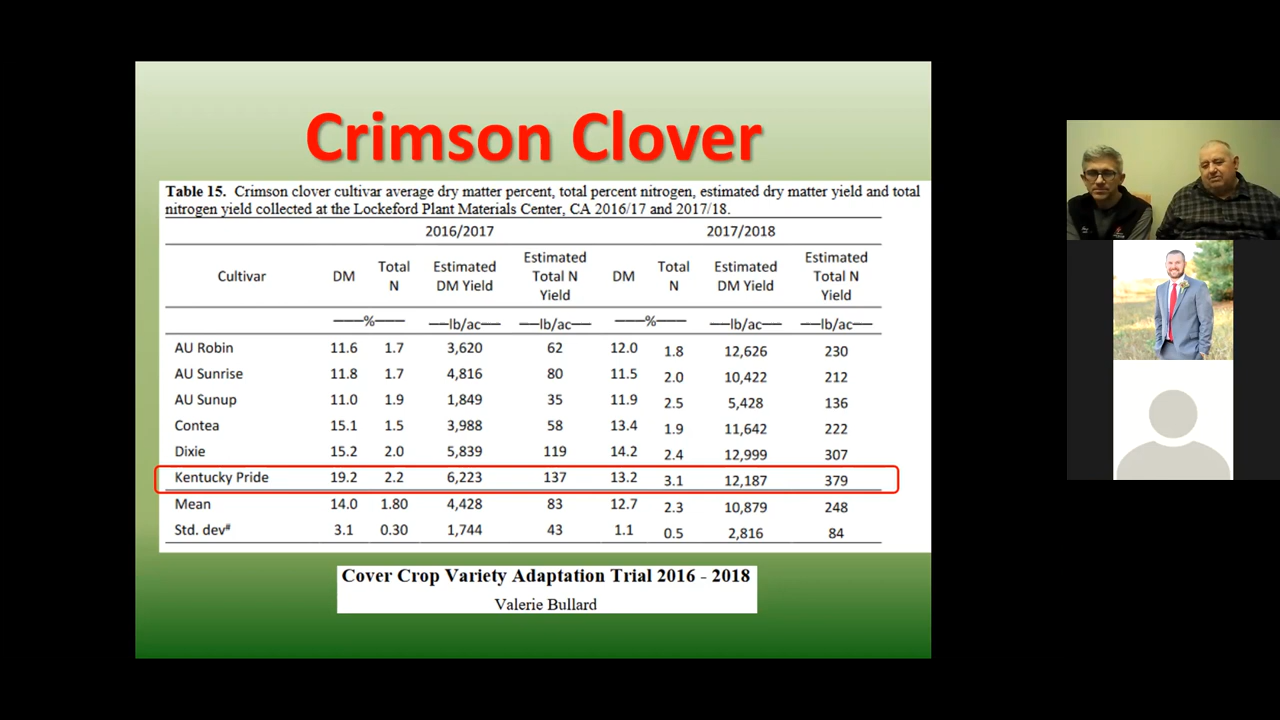 Crimson Clover
Table 15. Crimson clover cultivar average dry matter percent, total percent nitrogen, estimated dry matter yield and total
nitrogen yield collected at the Lockeford Plant Materials Center, CA 2016/17 and 2017/18.
2016/2017 2017/2018
Cultivar DM Total N Estimated DM Yield Estimated Total N Yield DM Total N Estimated DM Yield Estimated Total N Yield
% lb/ac lb/ac % lb/ac lb/ac
AU Robin 11.6 1.7 3,620 62 12.0 1.8 12,626 230
AU Sunrise 11.8 1.7 4,816 80 11.5 2.0 10,422 212
AU Sunup 11.0 1.9 1,849 35 11.9 2.5 5,428 136
Contea 15.1 1.5 3,988 58 13.4 1.9 11,642 222
Dixie 15.2 2.0 5,839 119 14.2 2.4 12,999 307
Kentucky Pride 19.2 2.2 6,223 137 13.2 3.1 12,187 379
Mean 14.0 1.80 4,428 83 12.7 2.3 10,879 248
Std. dev# 3.1 0.30 1,744 43 1.1 0.5 2,816 84
Cover Crop Variety Adaptation Trial 2016 - 2018
Valerie Bullard